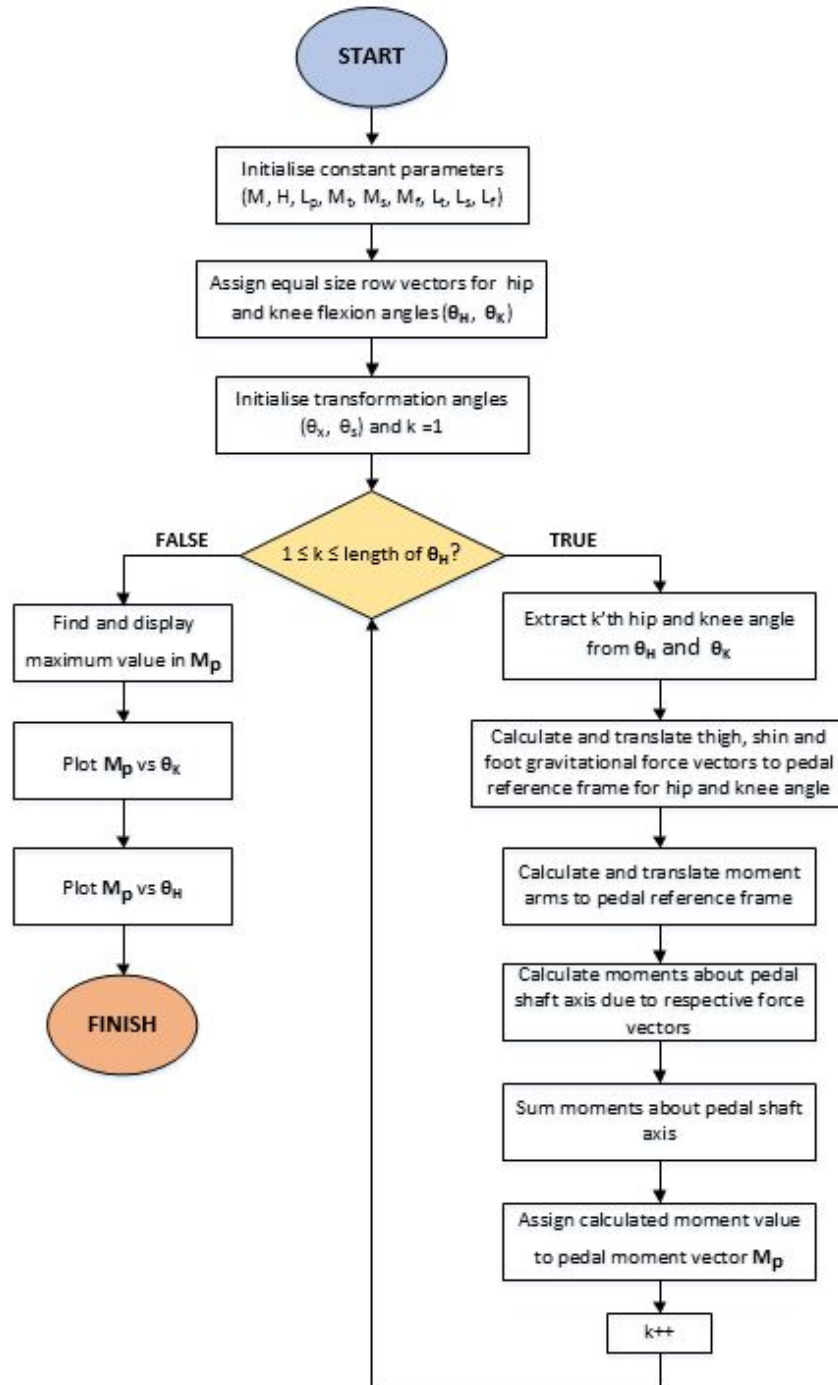 START
Initialise constant parameters
(M, H, Lp, Mt, Ms, Mf, Lt, Ls, Lf)
Assign equal size row vectors for hip
and knee flexion angles (θH, θK)
Initialise transformation angles
(θx, θs) and k =1
1 ≤ k ≤ length of θH?
FALSE
Find and display
maximum value in Mp
Plot Mp vs θK
Plot Mp vs θH
FINISH
TRUE
Extract k'th hip and knee angle
from θH and θK
Calculate and translate thigh, shin and
foot gravitational force vectors to pedal
reference frame for hip and knee angle
Calculate and translate moment
arms to pedal reference frame
Calculate moments about pedal
shaft axis due to respective force
vectors
Sum moments about pedal shaft
axis
Assign calculated moment value
to pedal moment vector Mp
k++